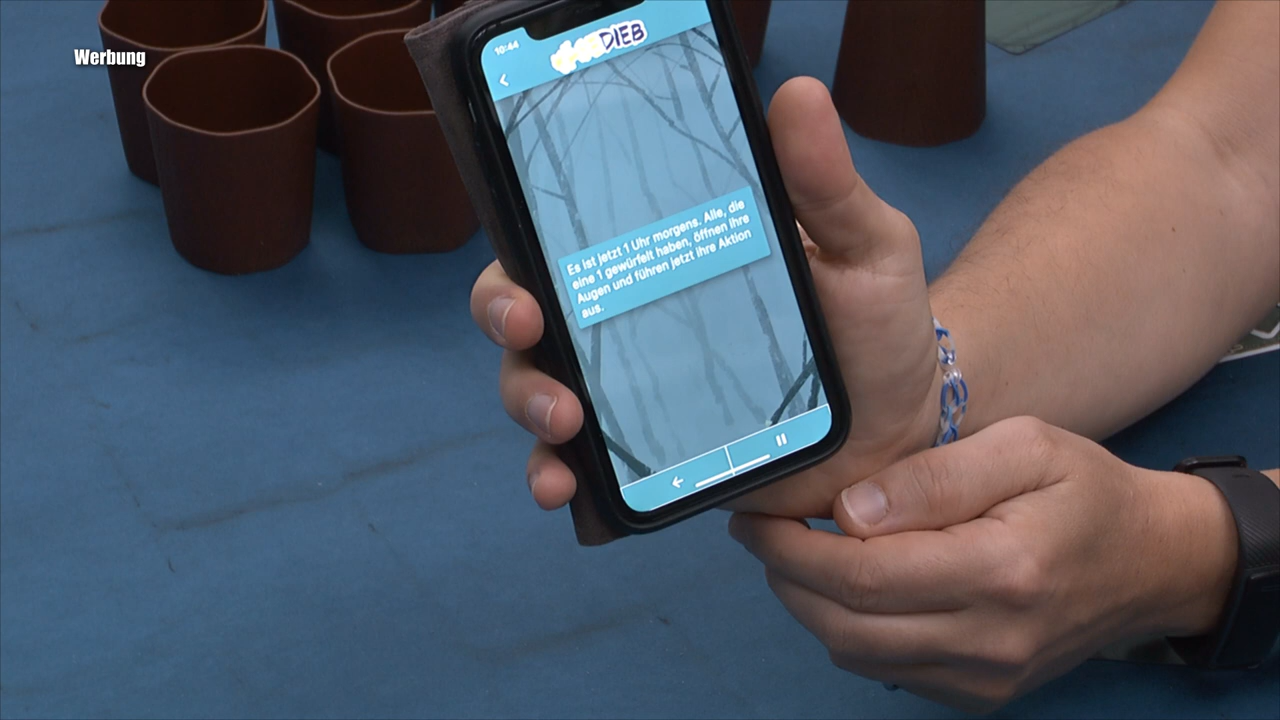 Werbung
10:44
DIEB
Es ist jetzt 1 Uhr morgens. Alle, die
eine 1 gewürfelt haben, öffnen ihre
Augen und führen jetzt ihre Aktion
aus.